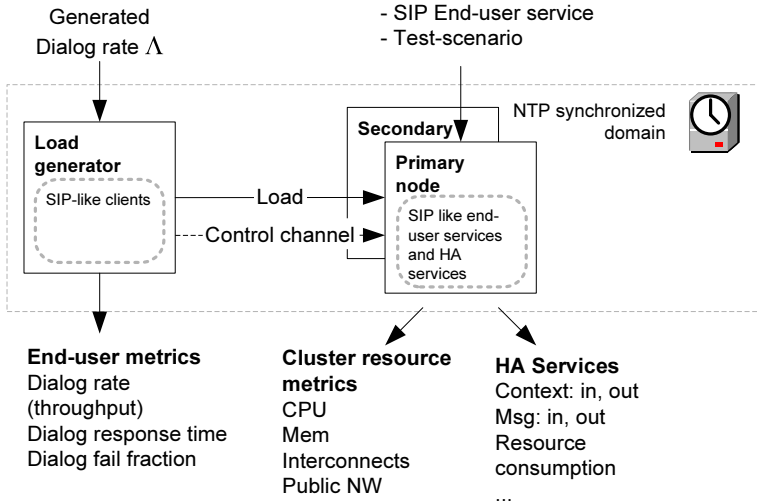 Generated
Dialog rate Λ
- SIP End-user service
- Test-scenario
NTP synchronized
domain
Load
generator
SIP-like clients
Secondary
Primary
node
SIP like end-
user services
and HA
services
Load
Control channel
End-user metrics
Dialog rate
(throughput)
Dialog response time
Dialog fail fraction
Cluster resource
metrics
CPU
Mem
Interconnects
Public NW
HA Services
Context: in, out
Msg: in, out
Resource
consumption
...